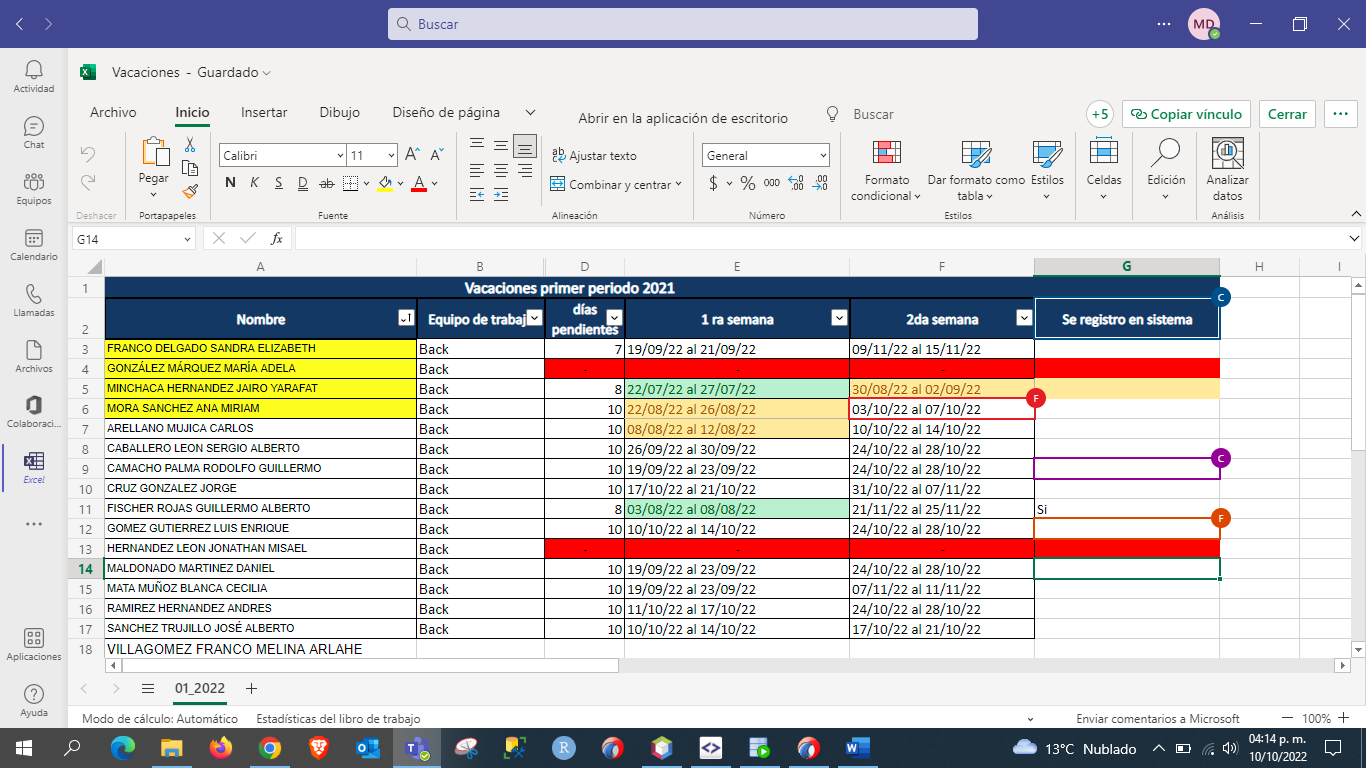 Buscar
MD
Actividad
Chat
Equipos
Calendario
Llamadas
Archivos
Colaboraci...
Excel
Aplicaciones
Ayuda
Vacaciones - Guardado
Archivo Inicio Insertar Dibujo Diseño de página Abrir en la aplicación de escritorio Buscar +5 Copiar vínculo Cerrar
Deshacer
Pegar
Portapapeles
Calibri 11
N K S D ab A
Fuente
ab Ajustar texto
Combinar y centrar
Alineación
General
$ % 000
Número
Formato condicional
Dar formato como tabla
Estilos
Estilos
Celdas
Edición
Analizar datos
Análisis
G14 fx
A B D E F G H I
1 Vacaciones primer periodo 2021
2 Nombre Equipo de trabaj días pendientes 1 ra semana 2da semana Se registro en sistema C
3 FRANCO DELGADO SANDRA ELIZABETH Back 7 19/09/22 al 21/09/22 09/11/22 al 15/11/22
4 GONZÁLEZ MÁRQUEZ MARÍA ADELA Back - - -
5 MINCHACA HERNANDEZ JAIRO YARAFAT Back 8 22/07/22 al 27/07/22 30/08/22 al 02/09/22
6 MORA SANCHEZ ANA MIRIAM Back 10 22/08/22 al 26/08/22 03/10/22 al 07/10/22 F
7 ARELLANO MUJICA CARLOS Back 10 08/08/22 al 12/08/22 10/10/22 al 14/10/22
8 CABALLERO LEON SERGIO ALBERTO Back 10 26/09/22 al 30/09/22 24/10/22 al 28/10/22
9 CAMACHO PALMA RODOLFO GUILLERMO Back 10 19/09/22 al 23/09/22 24/10/22 al 28/10/22 C
10 CRUZ GONZALEZ JORGE Back 10 17/10/22 al 21/10/22 31/10/22 al 07/11/22
11 FISCHER ROJAS GUILLERMO ALBERTO Back 8 03/08/22 al 08/08/22 21/11/22 al 25/11/22 Si
12 GOMEZ GUTIERREZ LUIS ENRIQUE Back 10 10/10/22 al 14/10/22 24/10/22 al 28/10/22 F
13 HERNANDEZ LEON JONATHAN MISAEL Back - - -
14 MALDONADO MARTINEZ DANIEL Back 10 19/09/22 al 23/09/22 24/10/22 al 28/10/22
15 MATA MUÑOZ BLANCA CECILIA Back 10 19/09/22 al 23/09/22 07/11/22 al 11/11/22
16 RAMIREZ HERNANDEZ ANDRES Back 10 11/10/22 al 17/10/22 24/10/22 al 28/10/22
17 SANCHEZ TRUJILLO JOSÉ ALBERTO Back 10 10/10/22 al 14/10/22 17/10/22 al 21/10/22
18 VILLAGOMEZ FRANCO MELINA ARLAHE
01_2022
Modo de cálculo: Automático Estadísticas del libro de trabajo Enviar comentarios a Microsoft 100%
13°C Nublado 04:14 p. m.
10/10/2022